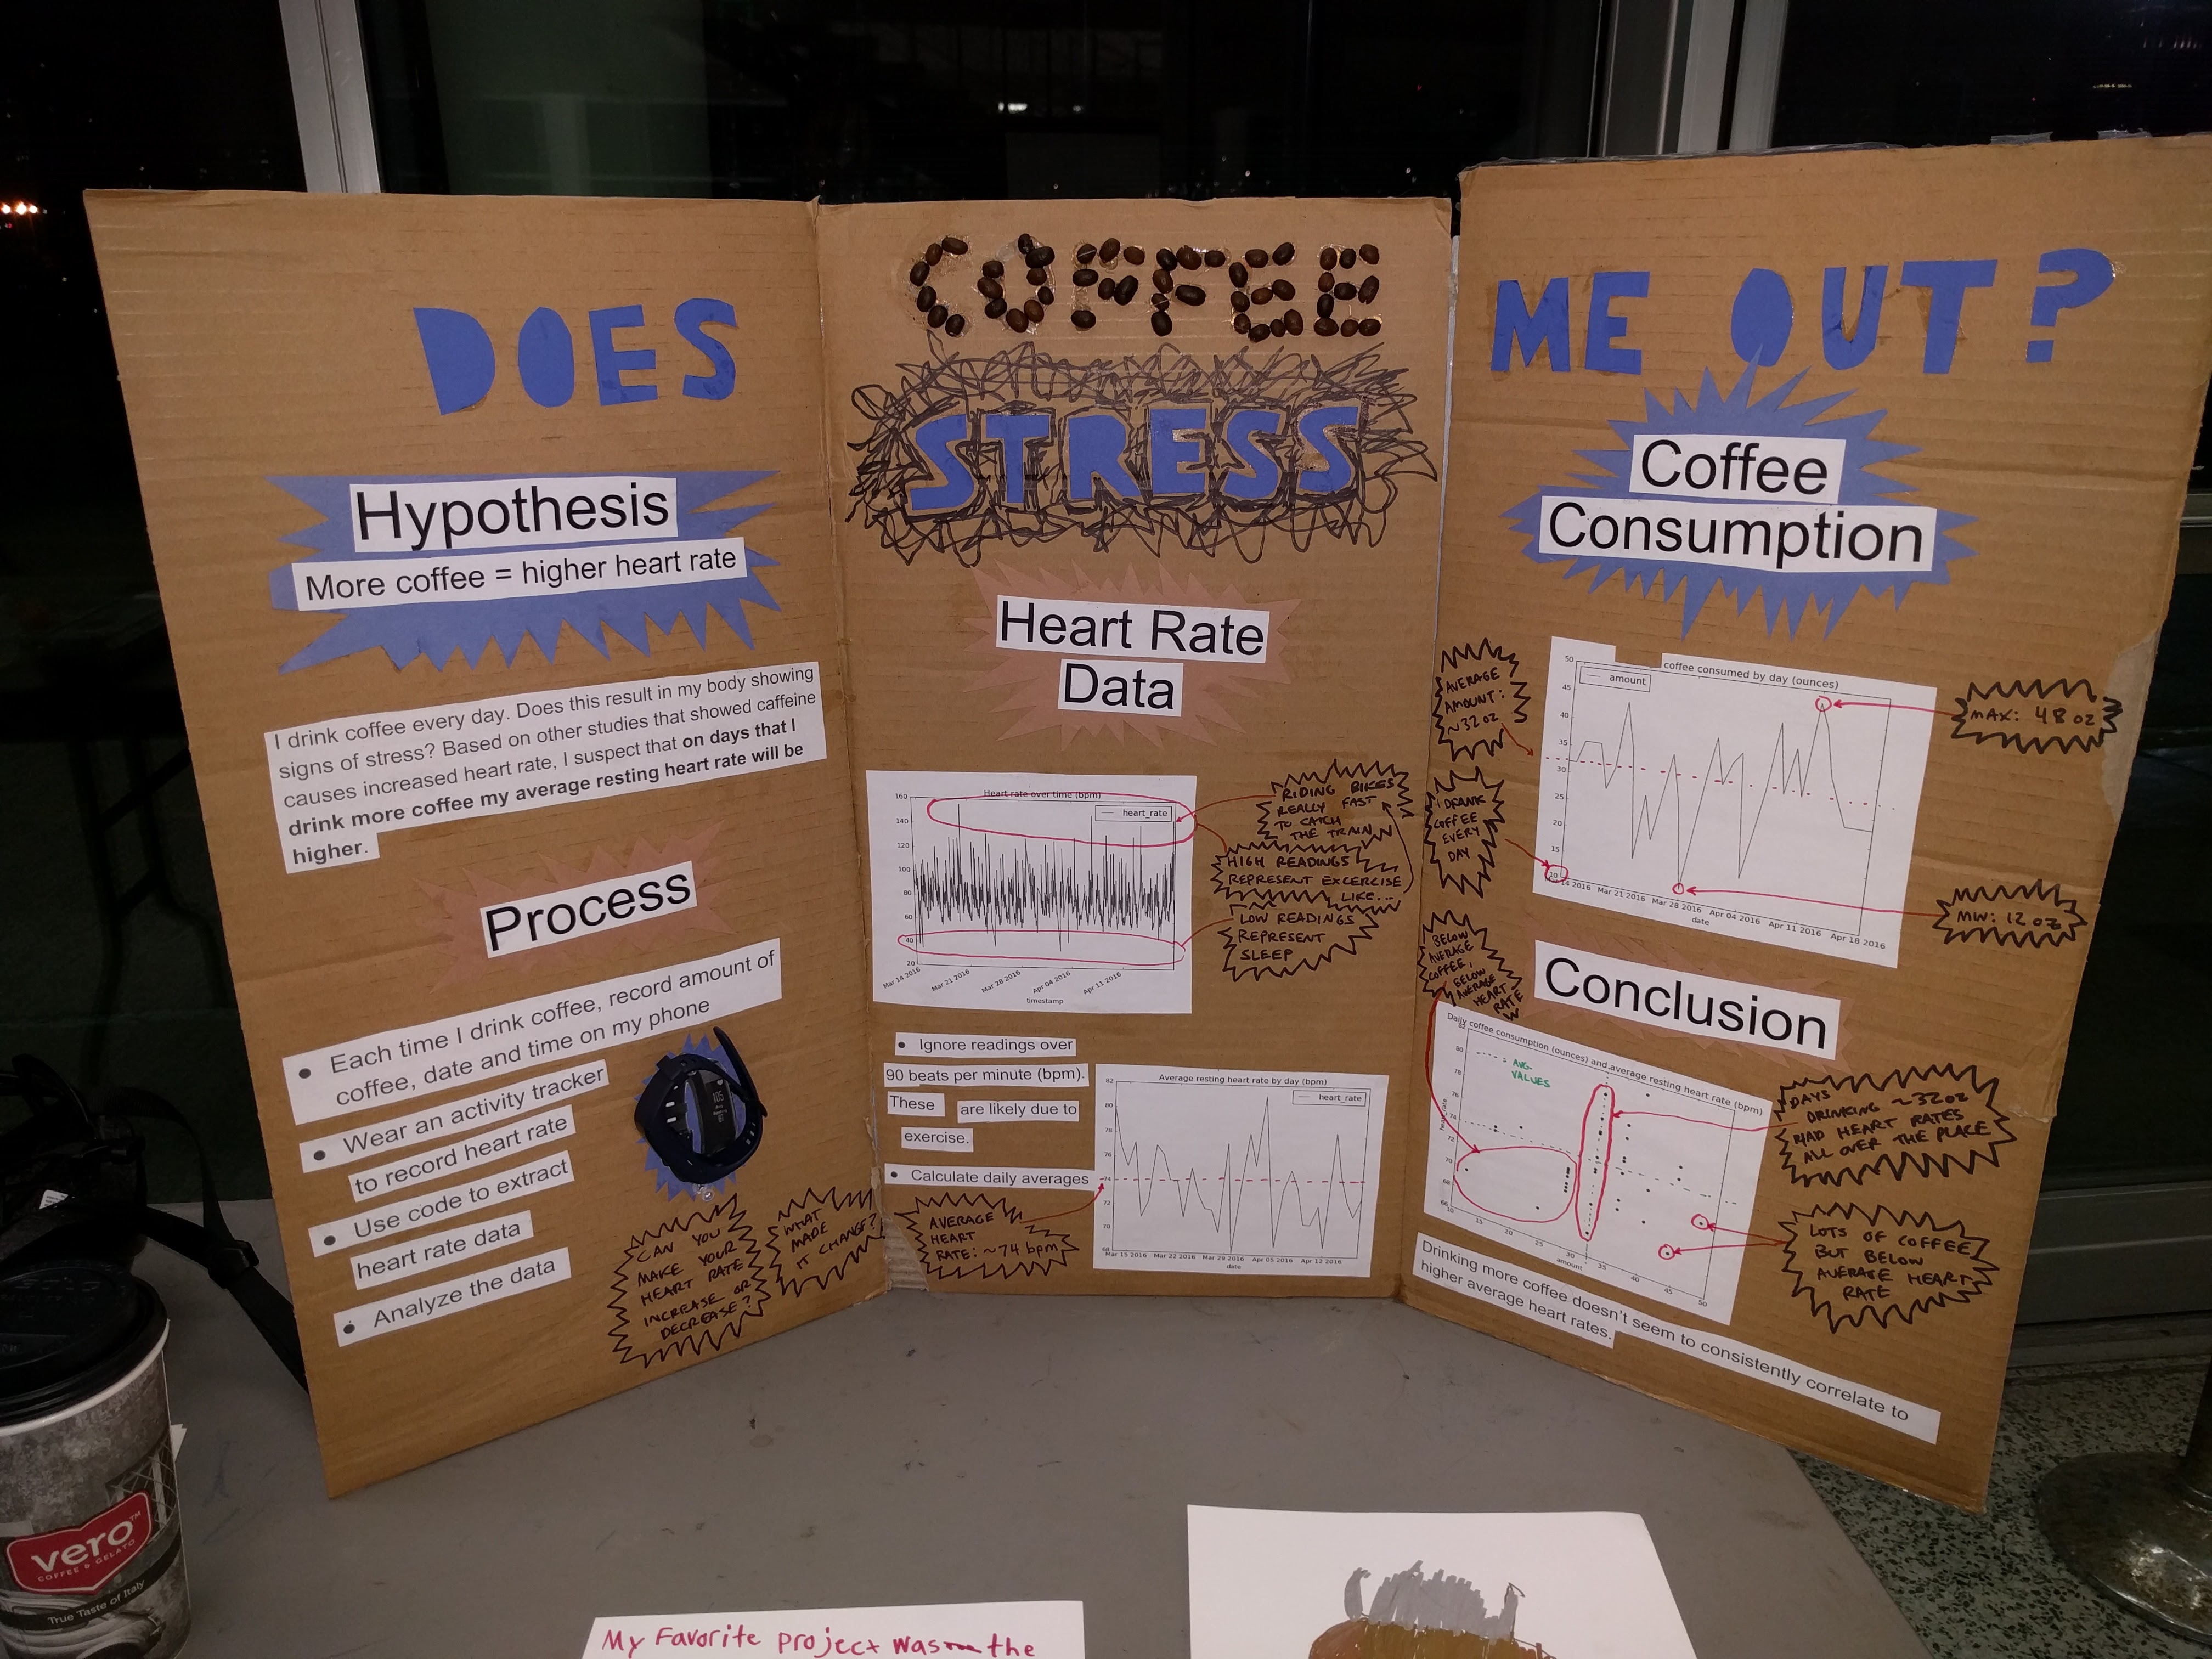 DOES
COFFEE
STRESS
ME OUT?
Hypothesis
More coffee = higher heart rate
I drink coffee every day. Does this result in my body showing
signs of stress? Based on other studies that showed caffeine
causes increased heart rate, I suspect that on days that I
drink more coffee my average resting heart rate will be
higher.
Process
• Each time I drink coffee, record amount of
coffee, date and time on my phone
• Wear an activity tracker
to record heart rate
• Use code to extract
heart rate data
• Analyze the data
CAN YOU
MAKE YOUR
HEART RATE
INCREASE OR
DECREASE?
WHAT
MADE
IT CHANGE?
Heart Rate
Data
Heart rate over time (bpm)
heart_rate
160
140
120
100
80
60
40
20
Mar 14 2016
Mar 21 2016
Mar 28 2016
Apr 04 2016
Apr 11 2016
timestamp
RIDING BIKES
REALLY FAST
TO CATCH
THE TRAIN
HIGH READINGS
REPRESENT EXCERCISE
LIKE...
LOW READINGS
REPRESENT
SLEEP
• Ignore readings over
90 beats per minute (bpm).
These are likely due to
exercise.
• Calculate daily averages
AVERAGE
HEART
RATE: ~74 bpm
Average resting heart rate by day (bpm)
heart_rate
82
80
78
76
74
72
70
68
Mar 15 2016 Mar 22 2016 Mar 29 2016 Apr 05 2016 Apr 12 2016
date
Coffee
Consumption
coffee consumed by day (ounces)
amount
50
45
40
35
30
25
20
15
10
Mar 14 2016 Mar 21 2016 Mar 28 2016 Apr 04 2016 Apr 11 2016 Apr 18 2016
date
AVERAGE
AMOUNT:
~32 oz
I DRANK
COFFEE
EVERY
DAY
MAX: 48 oz
MIN: 12 oz
Conclusion
BELOW
AVERAGE
COFFEE,
BELOW
AVERAGE
HEART
RATE
Daily coffee consumption (ounces) and average resting heart rate (bpm)
AVG.
VALUES
82
80
78
76
74
72
70
68
66
10 15 20 25 30 35 40 45 50
amount
DAYS
DRINKING ~32oz
HAD HEART RATES
ALL OVER THE PLACE
LOTS OF COFFEE
BUT BELOW
AVERAGE HEART
RATE
Drinking more coffee doesn't seem to consistently correlate to
higher average heart rates.
vero™
COFFEE & GELATO
True Taste of Italy
My Favorite project was the